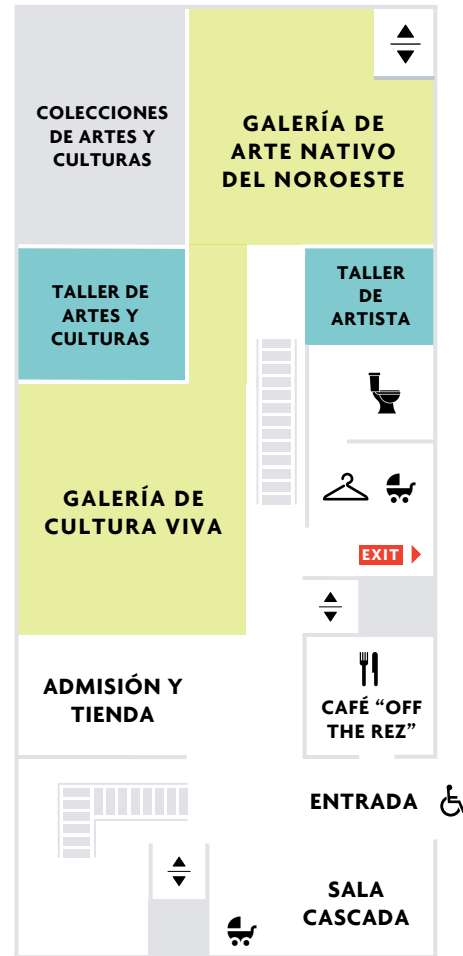 COLECCIONES
DE ARTES Y
CULTURAS
GALERÍA DE
ARTE NATIVO
DEL NOROESTE
TALLER DE
ARTES Y
CULTURAS
TALLER
DE
ARTISTA
GALERÍA DE
CULTURA VIVA
EXIT
ADMISIÓN Y
TIENDA
CAFÉ “OFF
THE REZ”
ENTRADA
SALA
CASCADA